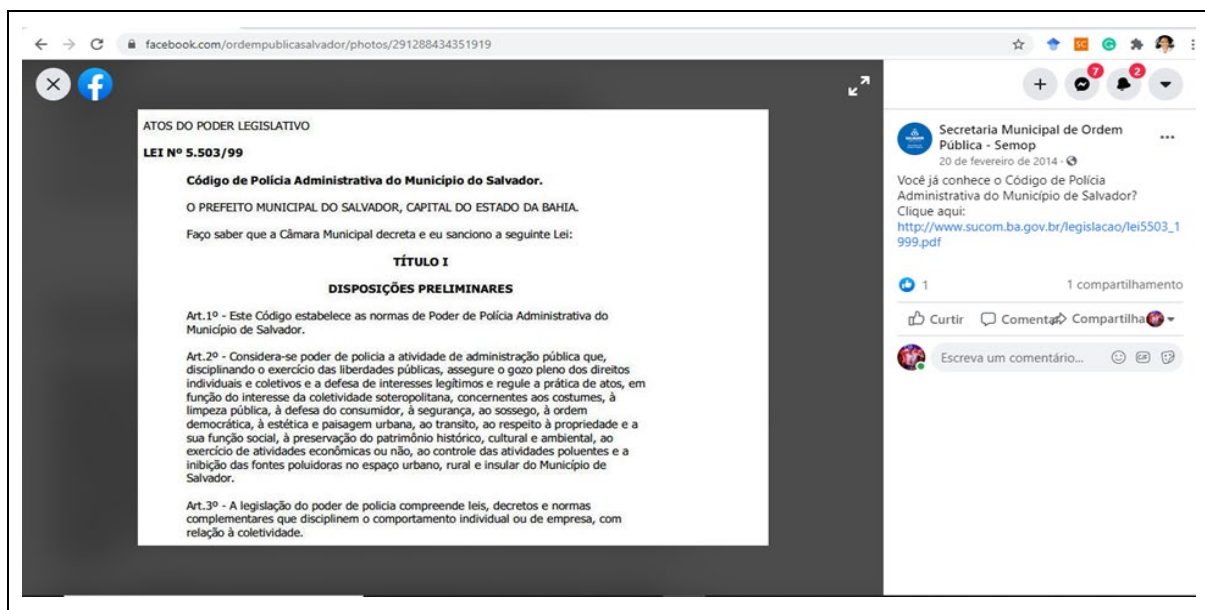 facebook.com/ordempublicasalvador/photos/291288434351919
SC
7
2
ATOS DO PODER LEGISLATIVO
LEI Nº 5.503/99
Código de Polícia Administrativa do Município do Salvador.
O PREFEITO MUNICIPAL DO SALVADOR, CAPITAL DO ESTADO DA BAHIA.
Faço saber que a Câmara Municipal decreta e eu sanciono a seguinte Lei:
TÍTULO I
DISPOSIÇÕES PRELIMINARES
Art.1º - Este Código estabelece as normas de Poder de Polícia Administrativa do
Município de Salvador.
Art.2º - Considera-se poder de policia a atividade de administração pública que,
disciplinando o exercício das liberdades públicas, assegure o gozo pleno dos direitos
individuais e coletivos e a defesa de interesses legítimos e regule a prática de atos, em
função do interesse da coletividade soteropolitana, concernentes aos costumes, à
limpeza pública, à defesa do consumidor, à segurança, ao sossego, à ordem
democrática, à estética e paisagem urbana, ao transito, ao respeito à propriedade e a
sua função social, à preservação do patrimônio histórico, cultural e ambiental, ao
exercício de atividades econômicas ou não, ao controle das atividades poluentes e a
inibição das fontes poluidoras no espaço urbano, rural e insular do Município de
Salvador.
Art.3º - A legislação do poder de policia compreende leis, decretos e normas
complementares que disciplinem o comportamento individual ou de empresa, com
relação à coletividade.
Secretaria Municipal de Ordem
Pública - Semop
20 de fevereiro de 2014 ·
Você já conhece o Código de Polícia
Administrativa do Município de Salvador?
Clique aqui:
http://www.sucom.ba.gov.br/legislacao/lei5503_1
999.pdf
1
1 compartilhamento
Curtir
Comentar
Compartilhar
Escreva um comentário...
GIF